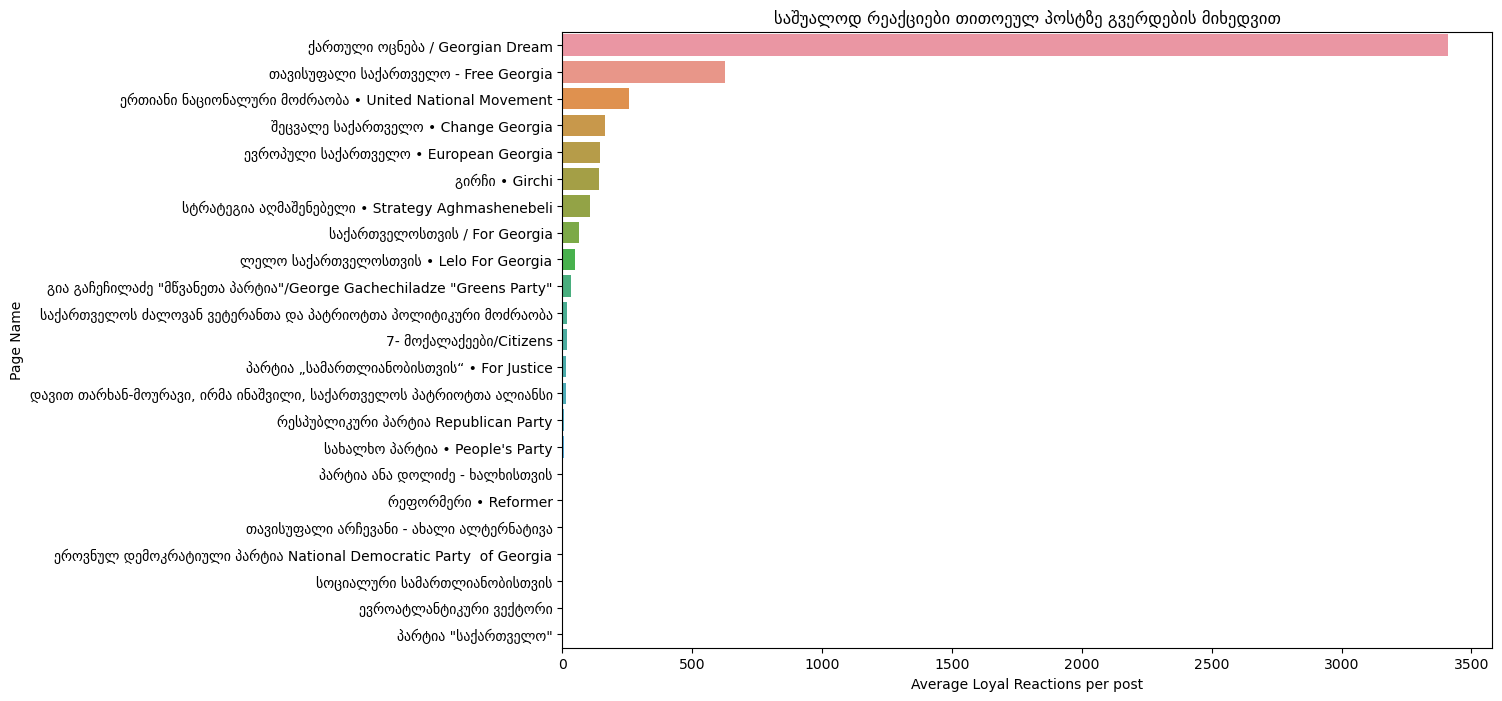 საშუალოდ რეაქციები თითოეულ პოსტზე გვერდების მიხედვით
ქართული ოცნება / Georgian Dream
თავისუფალი საქართველო - Free Georgia
ერთიანი ნაციონალური მოძრაობა • United National Movement
შეცვალე საქართველო • Change Georgia
ევროპული საქართველო • European Georgia
გირჩი • Girchi
სტრატეგია აღმაშენებელი • Strategy Aghmashenebeli
საქართველოსთვის / For Georgia
ლელო საქართველოსთვის • Lelo For Georgia
გია გაჩეჩილაძე "მწვანეთა პარტია"/George Gachechiladze "Greens Party"
საქართველოს ძალოვან ვეტერანთა და პატრიოტთა პოლიტიკური მოძრაობა
7- მოქალაქეები/Citizens
პარტია „სამართლიანობისთვის“ • For Justice
დავით თარხან-მოურავი, ირმა ინაშვილი, საქართველოს პატრიოტთა ალიანსი
რესპუბლიკური პარტია Republican Party
სახალხო პარტია • People's Party
პარტია ანა დოლიძე - ხალხისთვის
რეფორმერი • Reformer
თავისუფალი არჩევანი - ახალი ალტერნატივა
ეროვნულ დემოკრატიული პარტია National Democratic Party  of Georgia
სოციალური სამართლიანობისთვის
ევროატლანტიკური ვექტორი
პარტია "საქართველო"
Page Name
0 500 1000 1500 2000 2500 3000 3500
Average Loyal Reactions per post